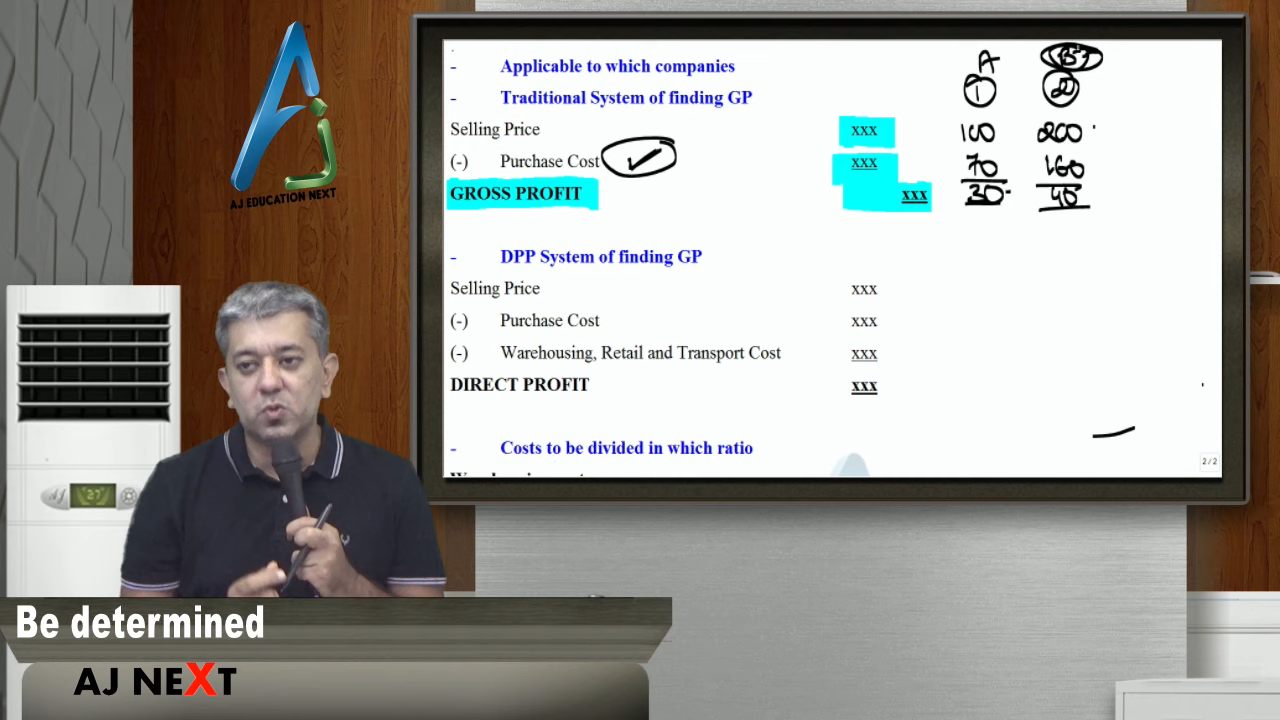 AJ EDUCATION NEXT
- Applicable to which companies
- Traditional System of finding GP
Selling Price xxx 100 200
(-) Purchase Cost xxx 70 160
GROSS PROFIT xxx 30 40
- DPP System of finding GP
Selling Price xxx
(-) Purchase Cost xxx
(-) Warehousing, Retail and Transport Cost xxx
DIRECT PROFIT xxx
- Costs to be divided in which ratio
2/2
A
1
27
Be determined
AJ NEXT